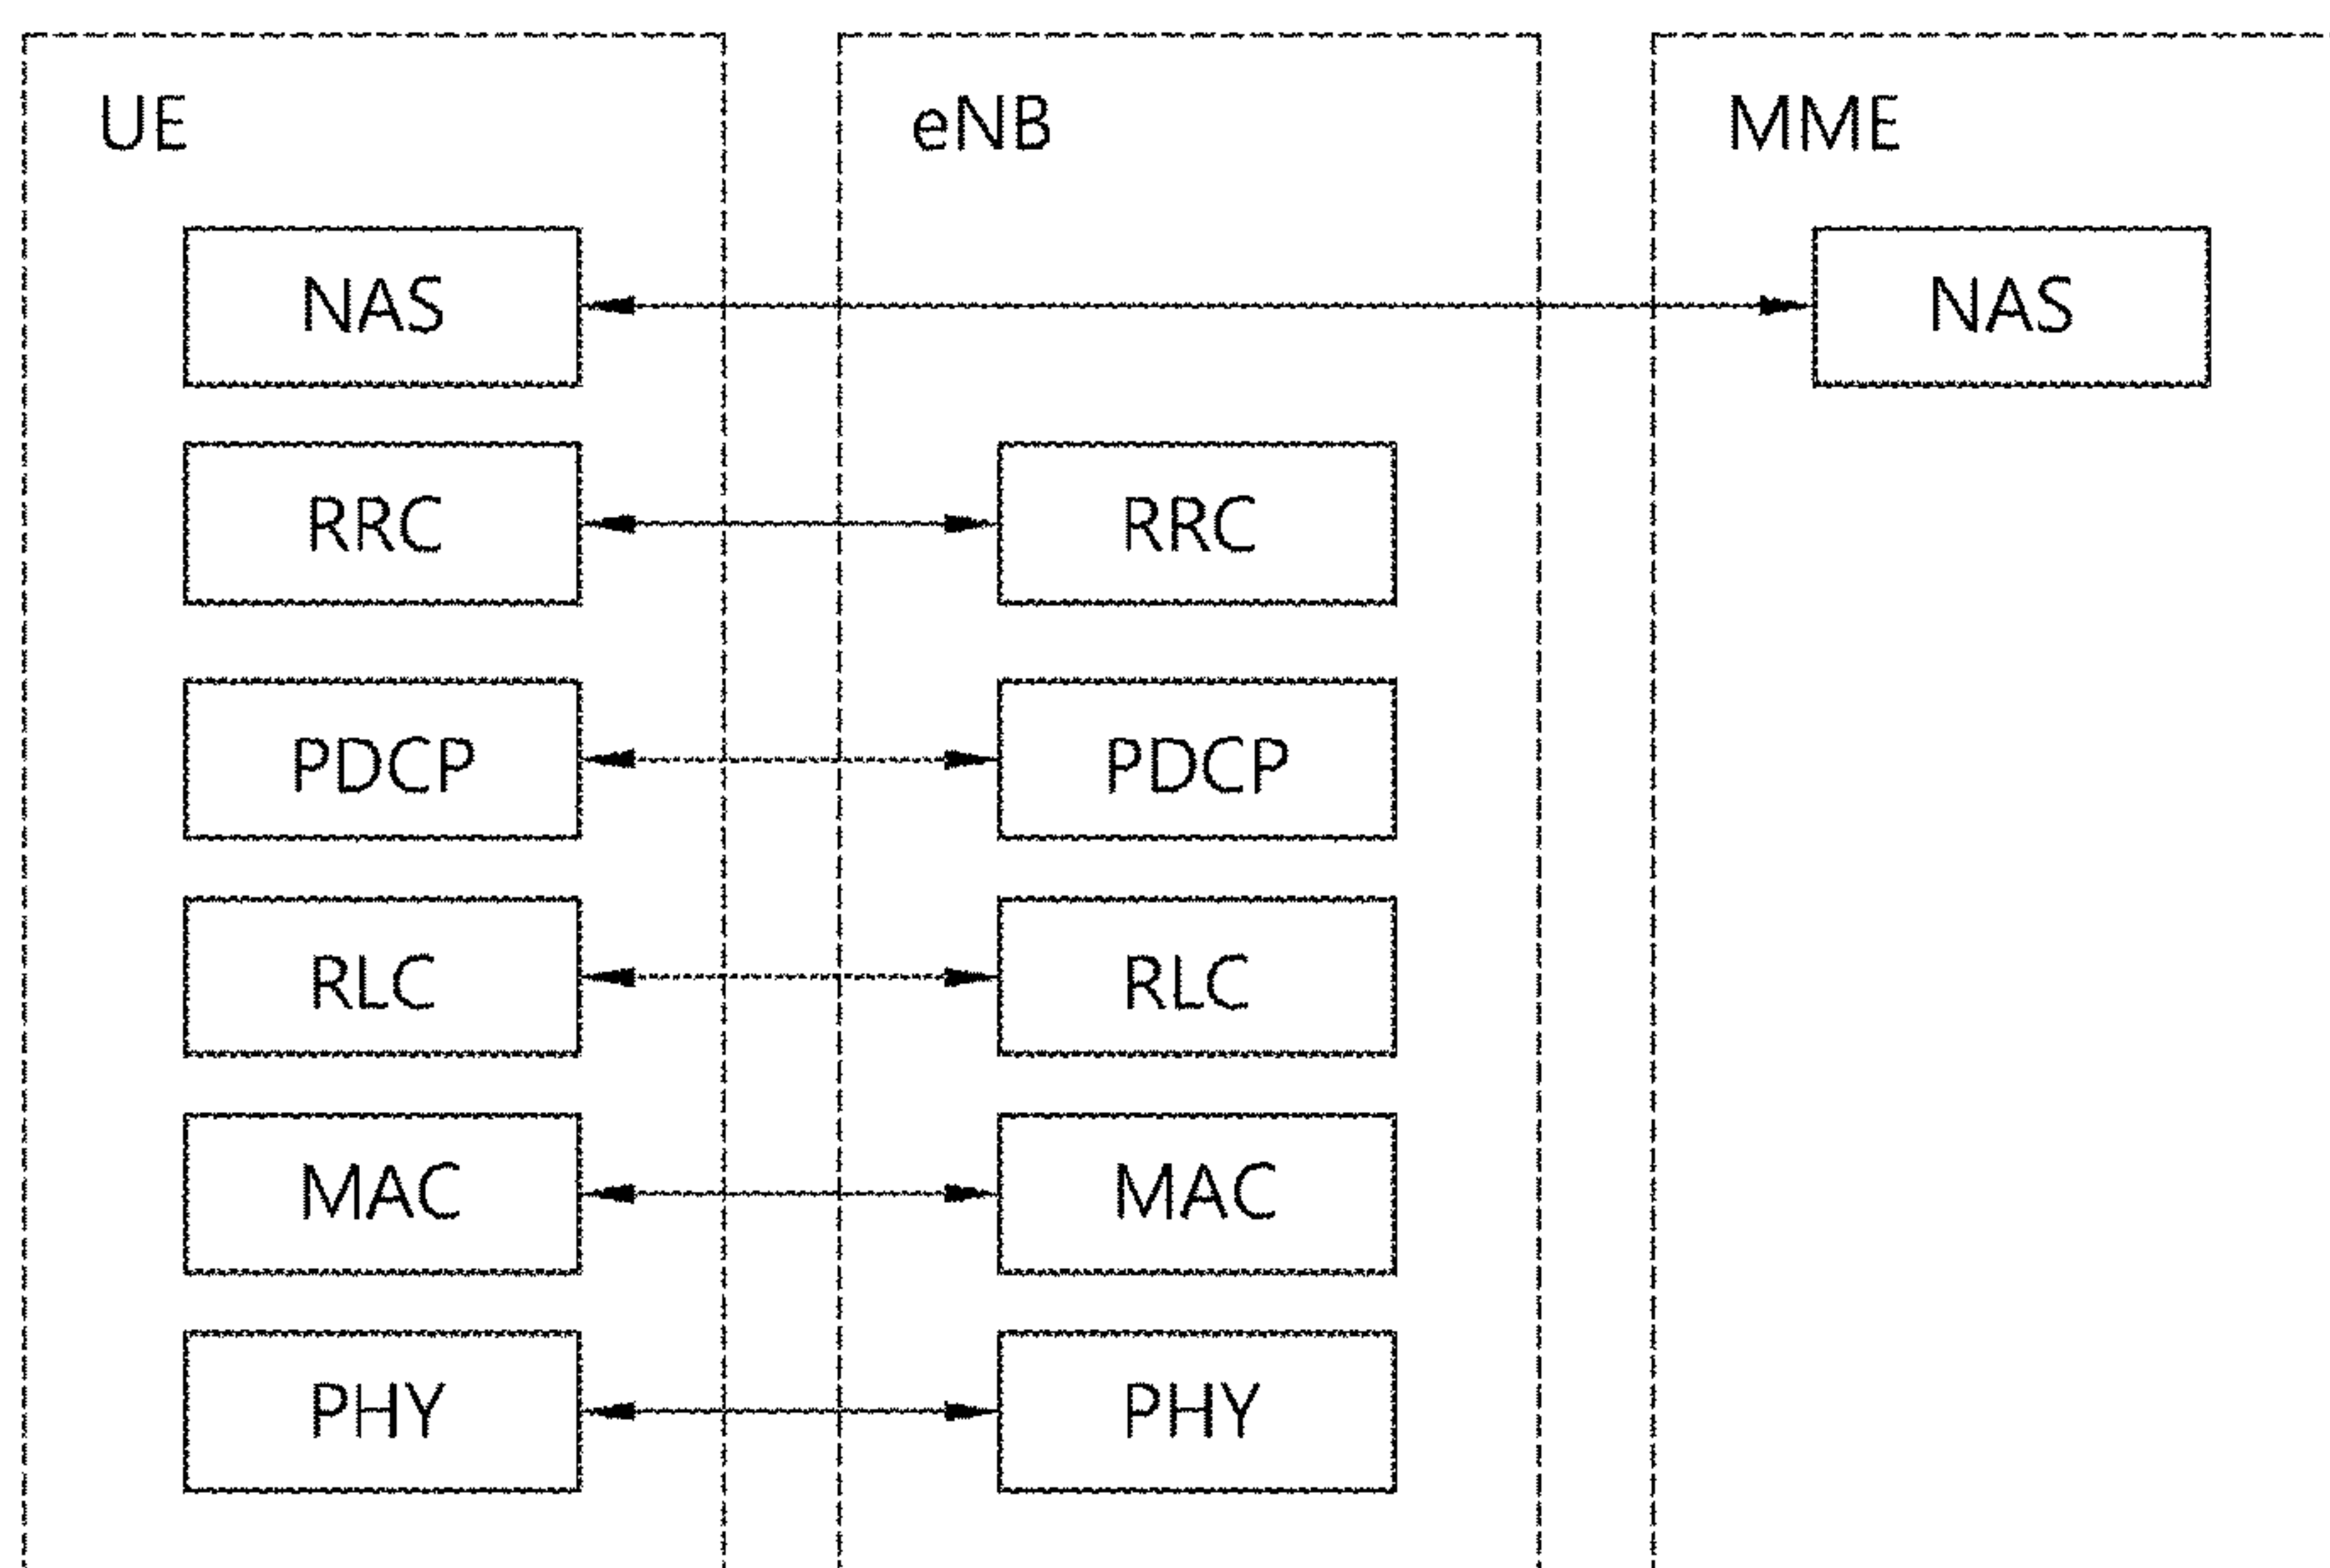 UE eNB MME
NAS NAS
RRC RRC
PDCP PDCP
RLC RLC
MAC MAC
PHY PHY